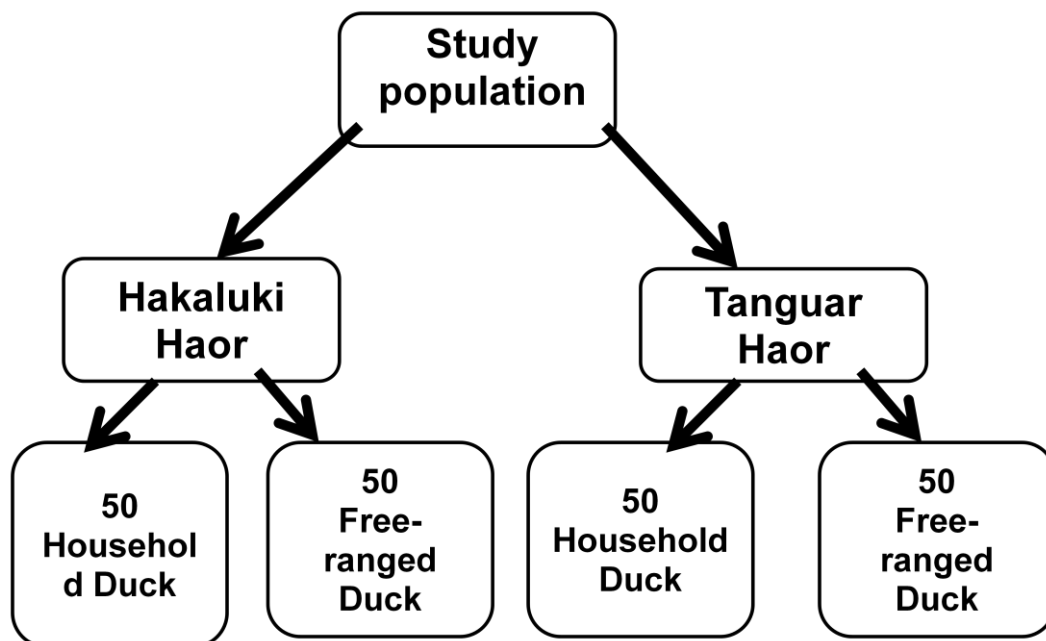 Study
population
Hakaluki
Haor
Tanguar
Haor
50
Househol
d Duck
50
Free-
ranged
Duck
50
Household
Duck
50
Free-
ranged
Duck